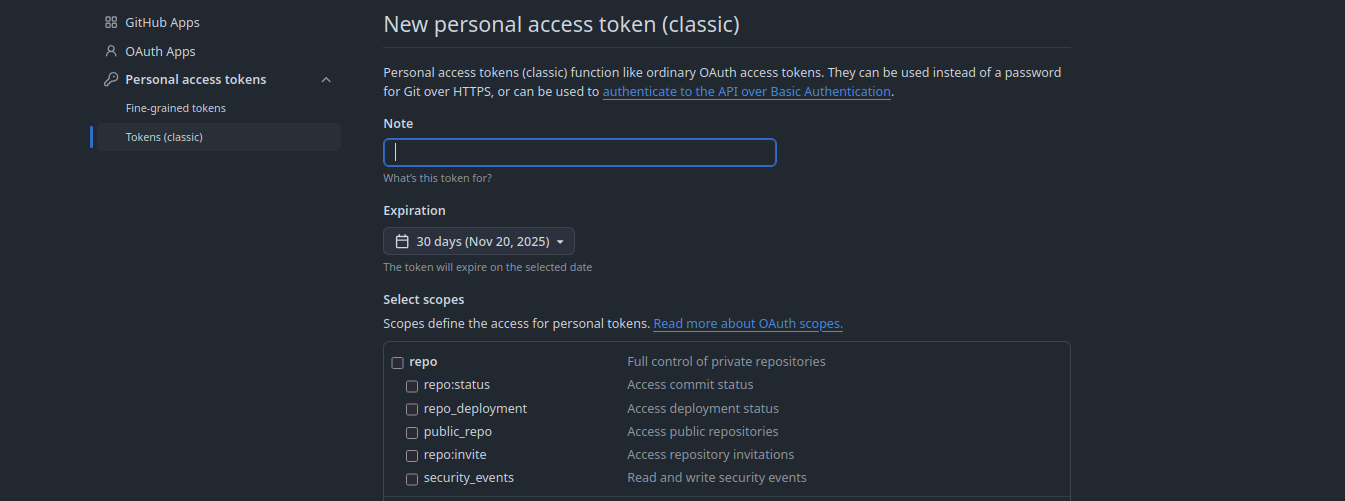 GitHub Apps
OAuth Apps
Personal access tokens
Fine-grained tokens
Tokens (classic)
New personal access token (classic)
Personal access tokens (classic) function like ordinary OAuth access tokens. They can be used instead of a password
for Git over HTTPS, or can be used to authenticate to the API over Basic Authentication.
Note
What's this token for?
Expiration
30 days (Nov 20, 2025)
The token will expire on the selected date
Select scopes
Scopes define the access for personal tokens. Read more about OAuth scopes.
repo Full control of private repositories
repo:status Access commit status
repo_deployment Access deployment status
public_repo Access public repositories
repo:invite Access repository invitations
security_events Read and write security events